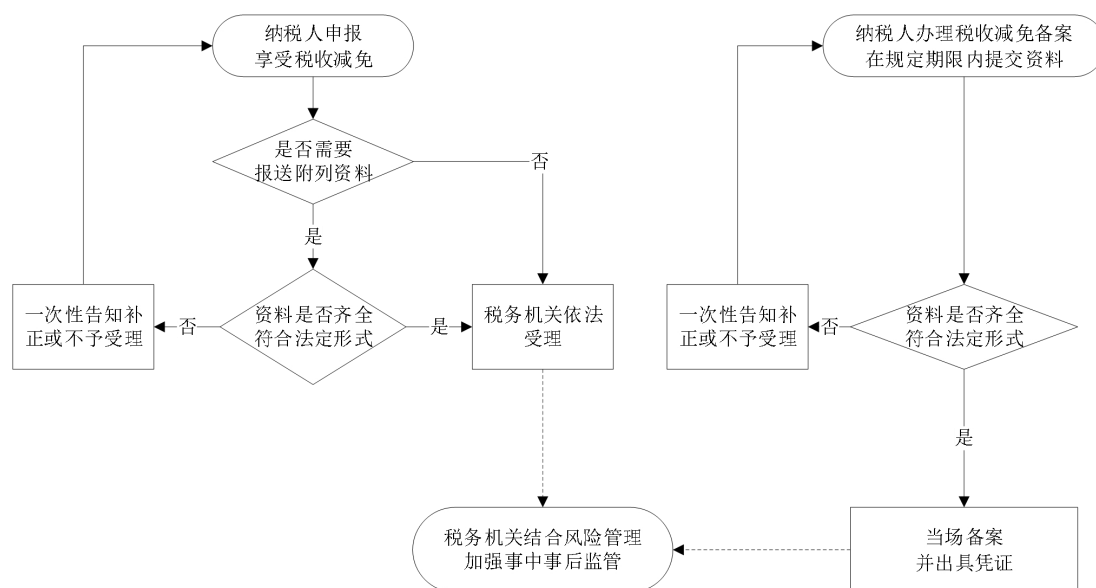 纳税人申报
享受税收减免
纳税人办理税收减免备案
在规定期限内提交资料
是否需要
报送附列资料
否
是
一次性告知补
正或不予受理
否
资料是否齐全
符合法定形式
是
税务机关依法
受理
一次性告知补
正或不予受理
否
资料是否齐全
符合法定形式
是
税务机关结合风险管理
加强事中事后监管
当场备案
并出具凭证